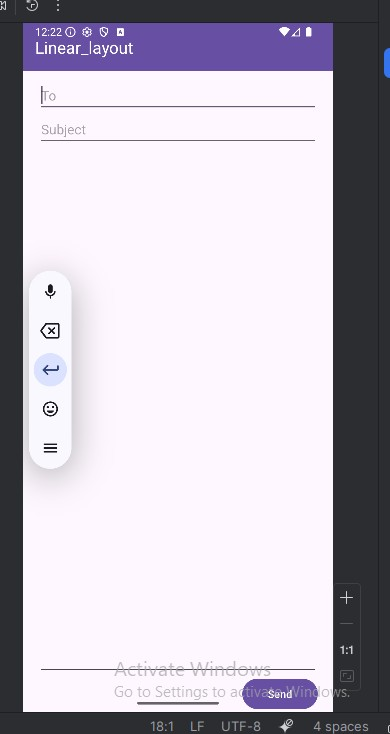 12:22
Linear_layout
To
Subject
1:1
Activate Windows
Go to Settings to activate Windows.
Send
18:1 LF UTF-8 4 spaces